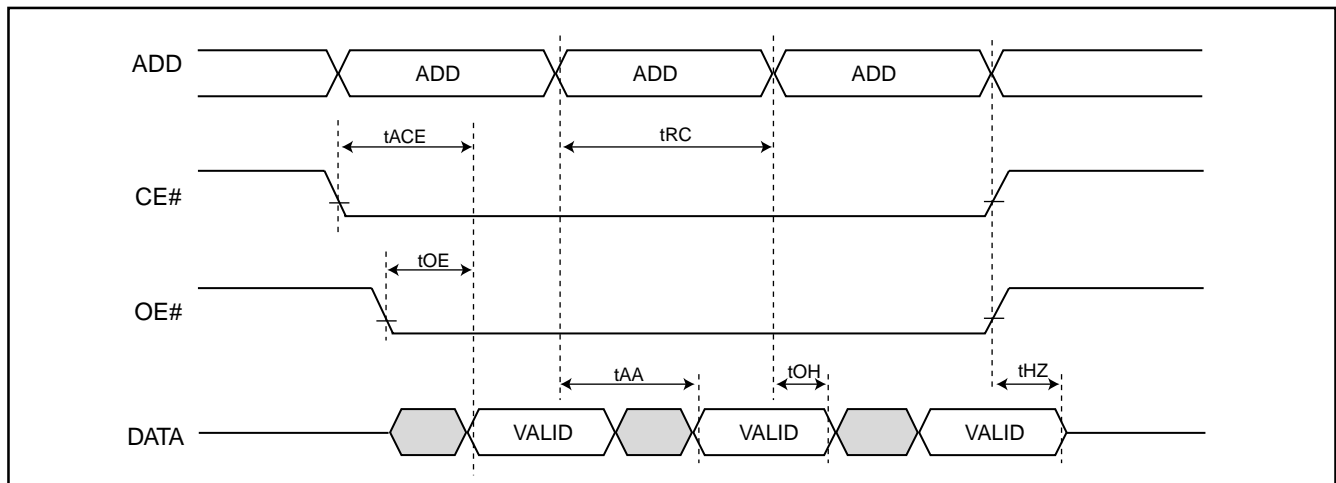 ADD
ADD
ADD
ADD
tACE
tRC
CE#
tOE
OE#
tAA
tOH
tHZ
DATA
VALID
VALID
VALID